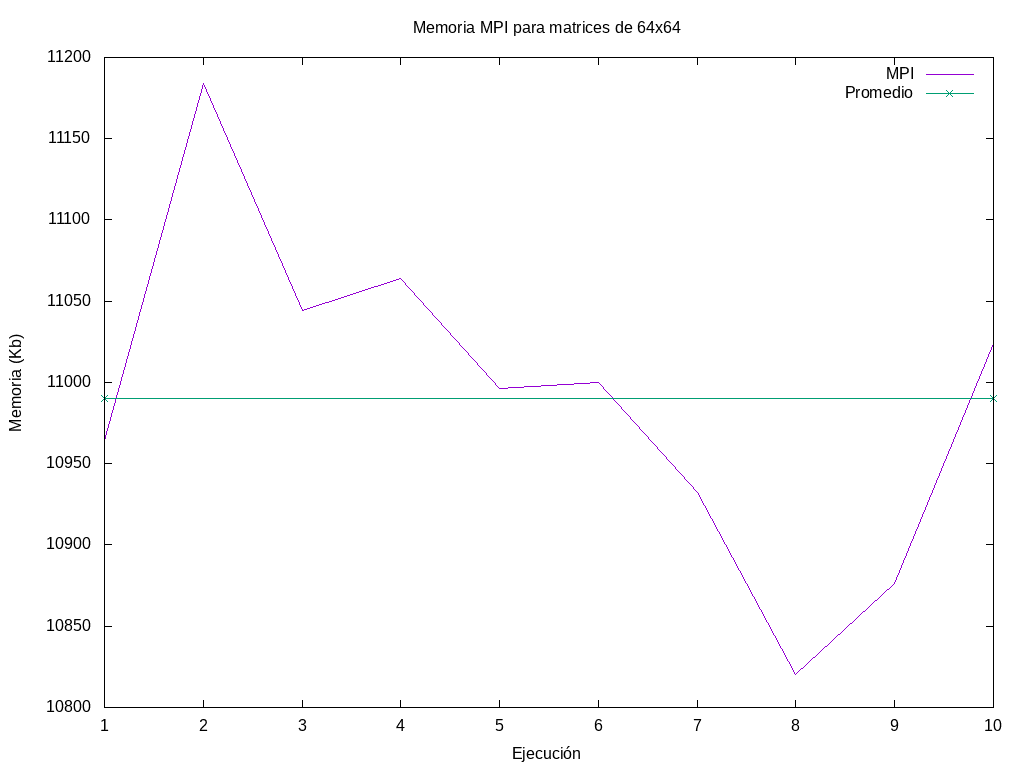 Memoria MPI para matrices de 64x64
MPI
Promedio
11200
11150
11100
11050
11000
10950
10900
10850
10800
Memoria (Kb)
1 2 3 4 5 6 7 8 9 10
Ejecución